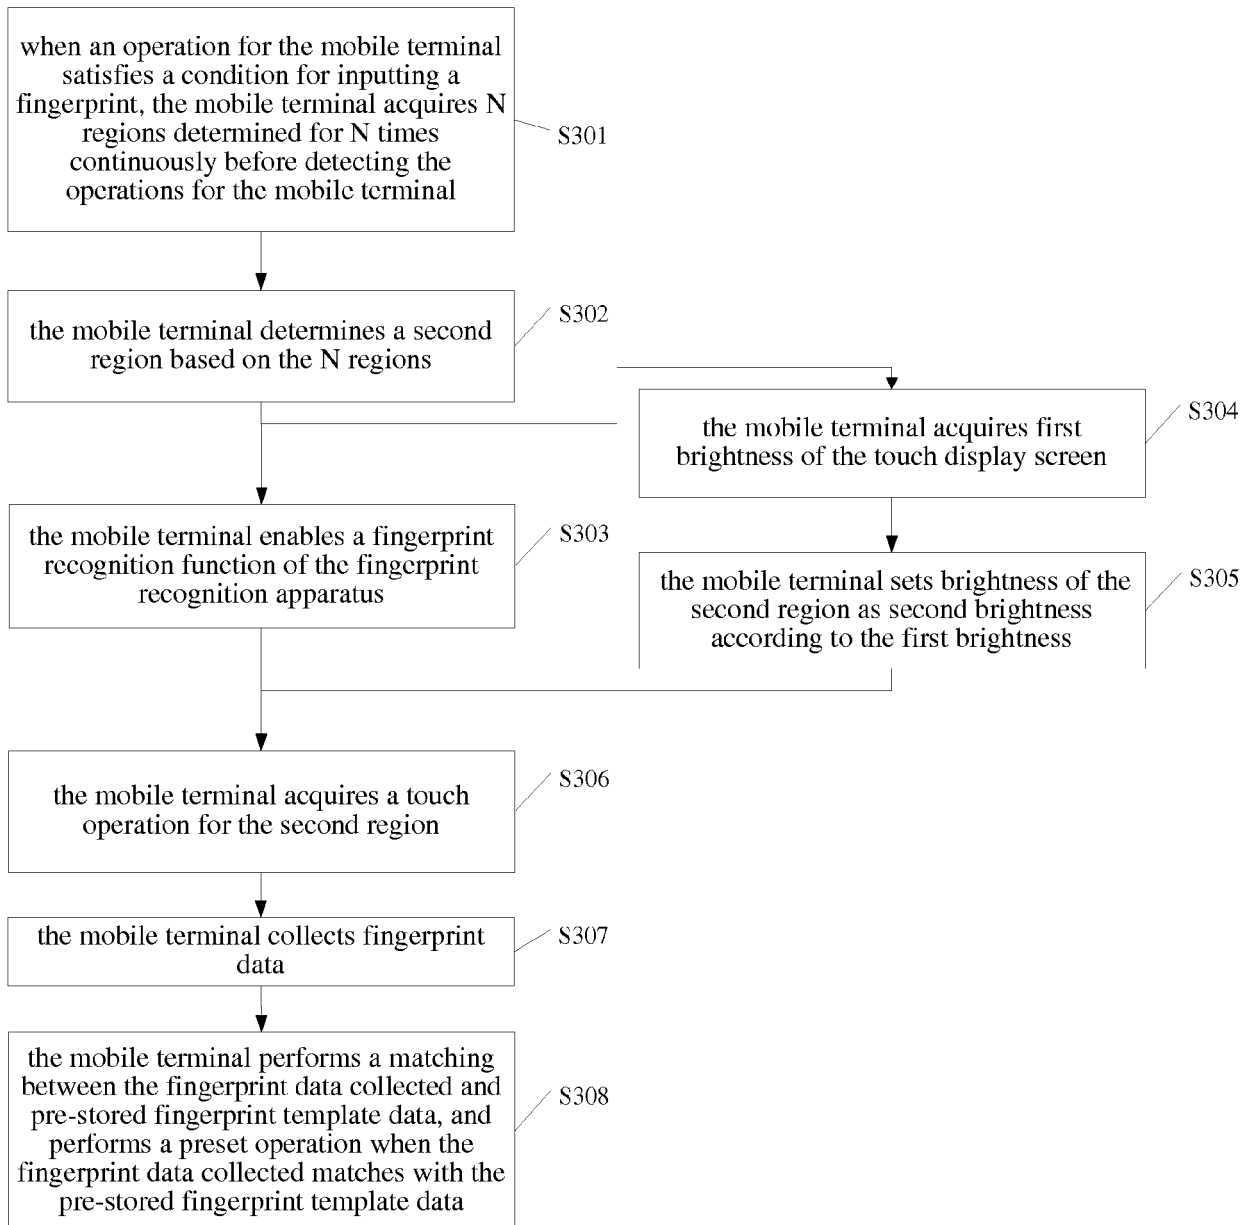 when an operation for the mobile terminal
satisfies a condition for inputting a
fingerprint, the mobile terminal acquires N
regions determined for N times
continuously before detecting the
operations for the mobile terminal
S301
the mobile terminal determines a second
region based on the N regions
S302
the mobile terminal acquires first
brightness of the touch display screen
S304
the mobile terminal enables a fingerprint
recognition function of the fingerprint
recognition apparatus
S303
the mobile terminal sets brightness of the
second region as second brightness
according to the first brightness
S305
the mobile terminal acquires a touch
operation for the second region
S306
the mobile terminal collects fingerprint
data
S307
the mobile terminal performs a matching
between the fingerprint data collected and
pre-stored fingerprint template data, and
performs a preset operation when the
fingerprint data collected matches with the
pre-stored fingerprint template data
S308